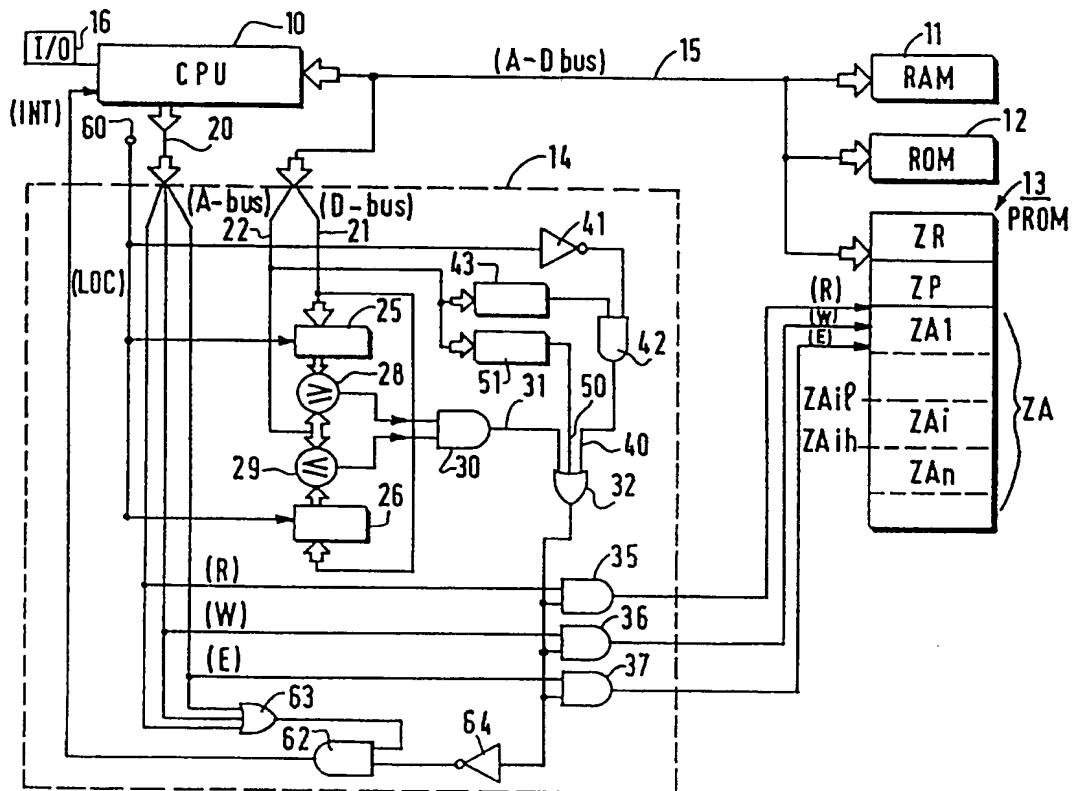 16
10
I/O
CPU
(A-D bus)
15
11
RAM
(INT)
60
20
12
ROM
14
13
PROM
(A-bus)
(D-bus)
22
21
41
ZR
(LOC)
43
ZP
(R)
25
(W)
ZA1
42
(E)
51
28
31
50
ZAiℓ
ZA
ZAi
40
ZAih
29
30
26
32
ZAn
35
(R)
(W)
36
(E)
37
63
62
64